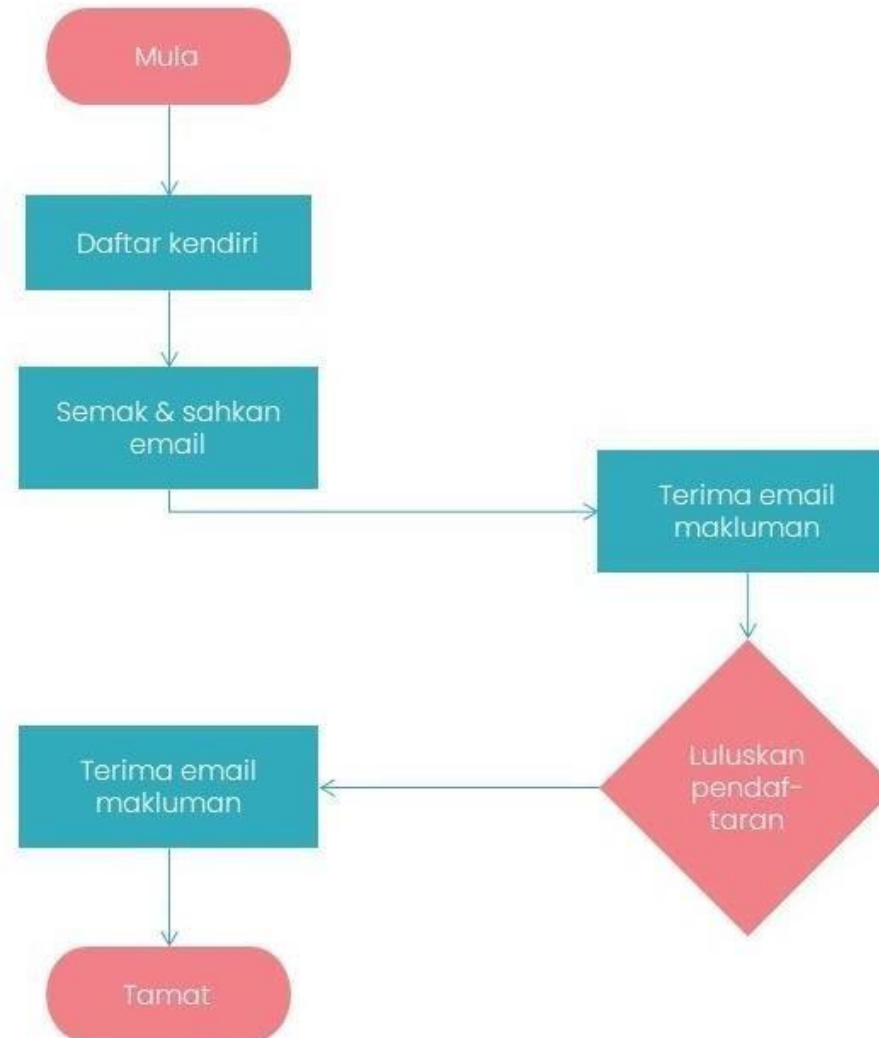 Mula
Daftar kendiri
Semak & sahkan
email
Terima email
makluman
Luluskan
pendaf-
taran
Terima email
makluman
Tamat